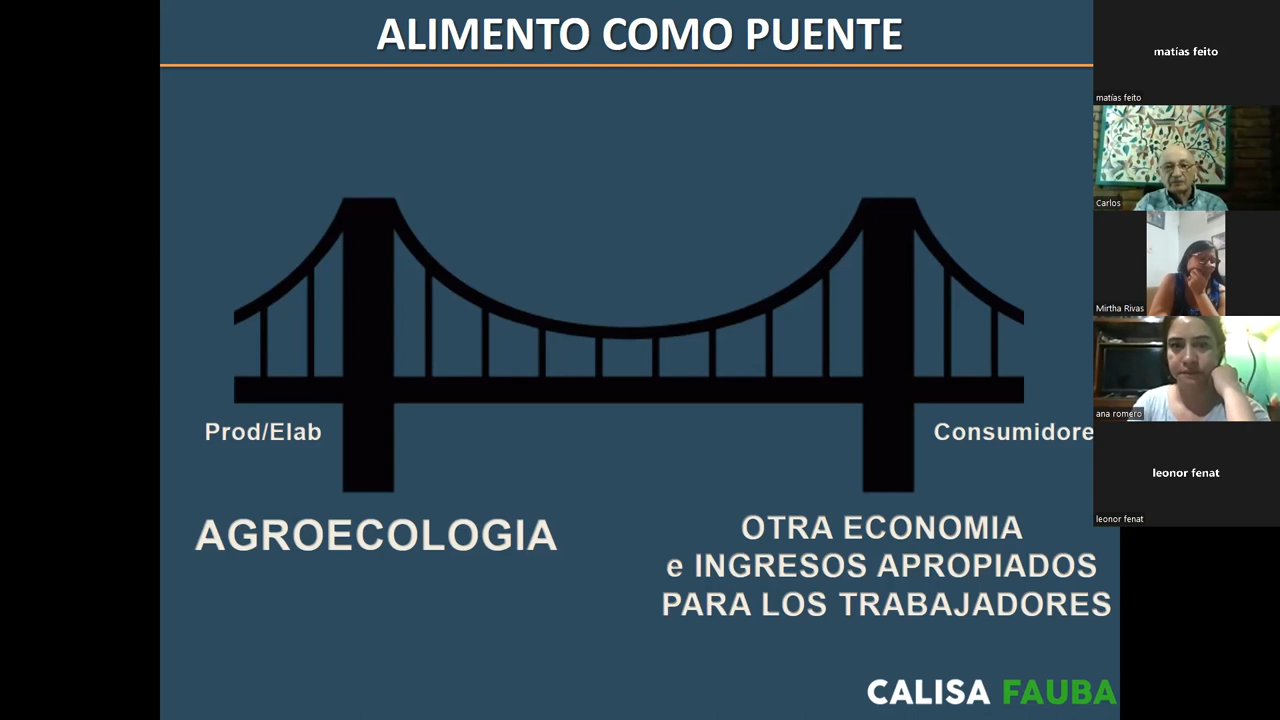 ALIMENTO COMO PUENTE
Prod/Elab
Consumidore
AGROECOLOGIA
OTRA ECONOMIA
e INGRESOS APROPIADOS
PARA LOS TRABAJADORES
CALISA FAUBA
matías feito
matías feito
Carlos
Mirtha Rivas
ana romero
leonor fenat
leonor fenat